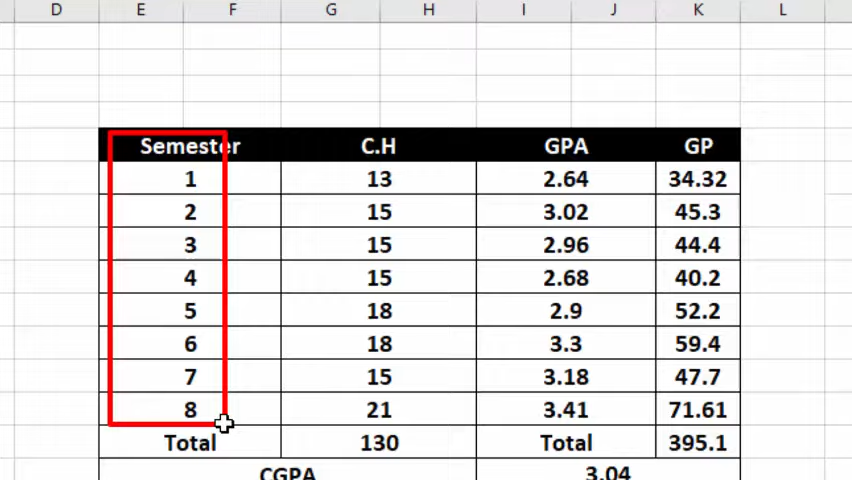 D E F G H I J K L
Semester C.H GPA GP
1 13 2.64 34.32
2 15 3.02 45.3
3 15 2.96 44.4
4 15 2.68 40.2
5 18 2.9 52.2
6 18 3.3 59.4
7 15 3.18 47.7
8 21 3.41 71.61
Total 130 Total 395.1
CGPA 3.04